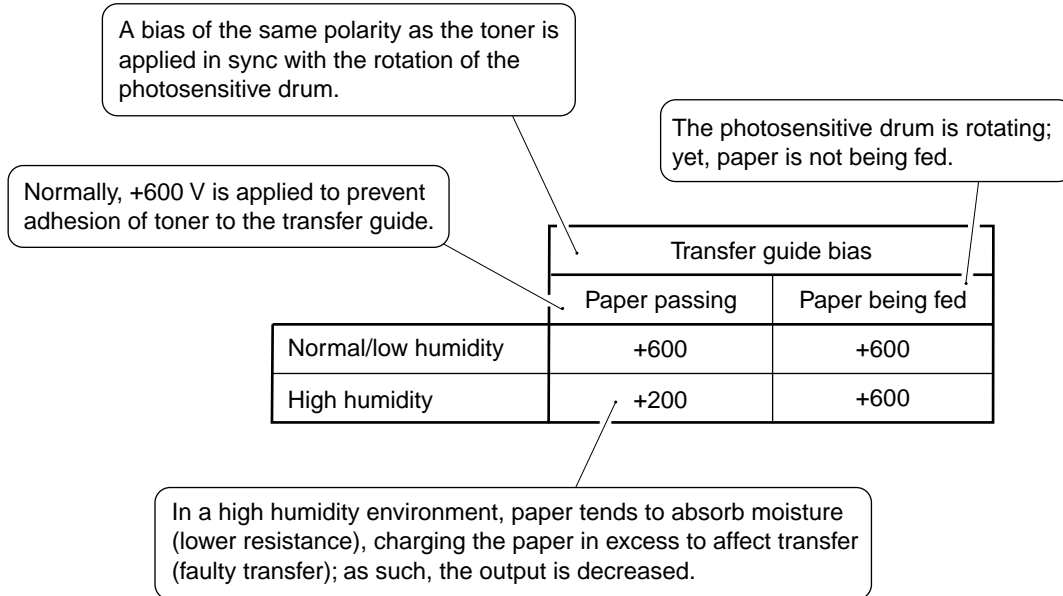 A bias of the same polarity as the toner is
applied in sync with the rotation of the
photosensitive drum.
The photosensitive drum is rotating;
yet, paper is not being fed.
Normally, +600 V is applied to prevent
adhesion of toner to the transfer guide.
Transfer guide bias
Paper passing Paper being fed
Normal/low humidity +600 +600
High humidity +200 +600
In a high humidity environment, paper tends to absorb moisture
(lower resistance), charging the paper in excess to affect transfer
(faulty transfer); as such, the output is decreased.